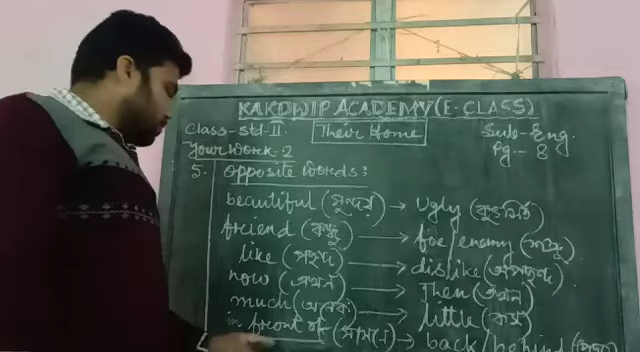 KAKDWIP ACADEMY (E-CLASS)
Class-Std-II Their Home Sub-Eng.
Your Work-2 Pg.-8
5. Opposite Words:
beautiful (সুন্দর) → Ugly (কুৎসিত)
friend (বন্ধু) → foe/enemy (শত্রু)
like (পছন্দ) → dislike (অপছন্দ)
now (এখন) → Then (তখন)
much (অনেক) → little (কম)
in front of (সামনে) → back/behind (পিছনে